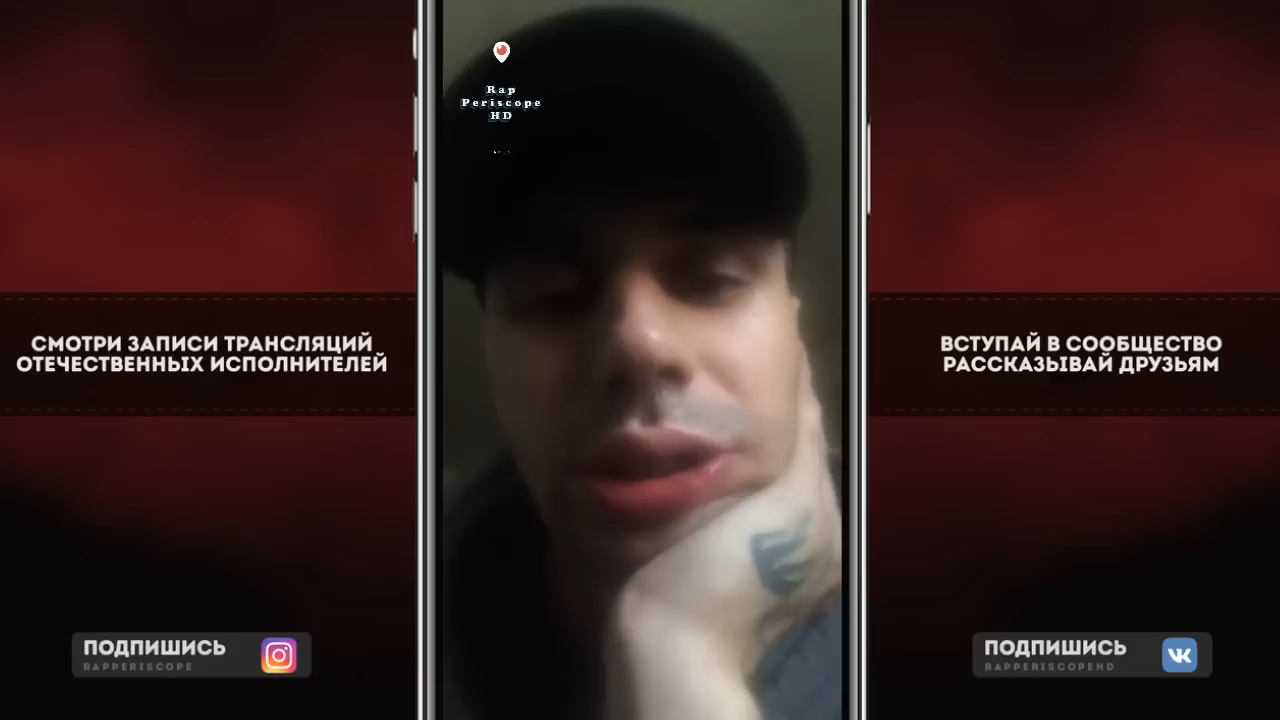 Rap
Periscope
HD
СМОТРИ ЗАПИСИ ТРАНСЛЯЦИЙ
ОТЕЧЕСТВЕННЫХ ИСПОЛНИТЕЛЕЙ
ВСТУПАЙ В СООБЩЕСТВО
РАССКАЗЫВАЙ ДРУЗЬЯМ
ПОДПИШИСЬ
RAPPERISCOPE
ПОДПИШИСЬ
RAPPERISCOPEHD